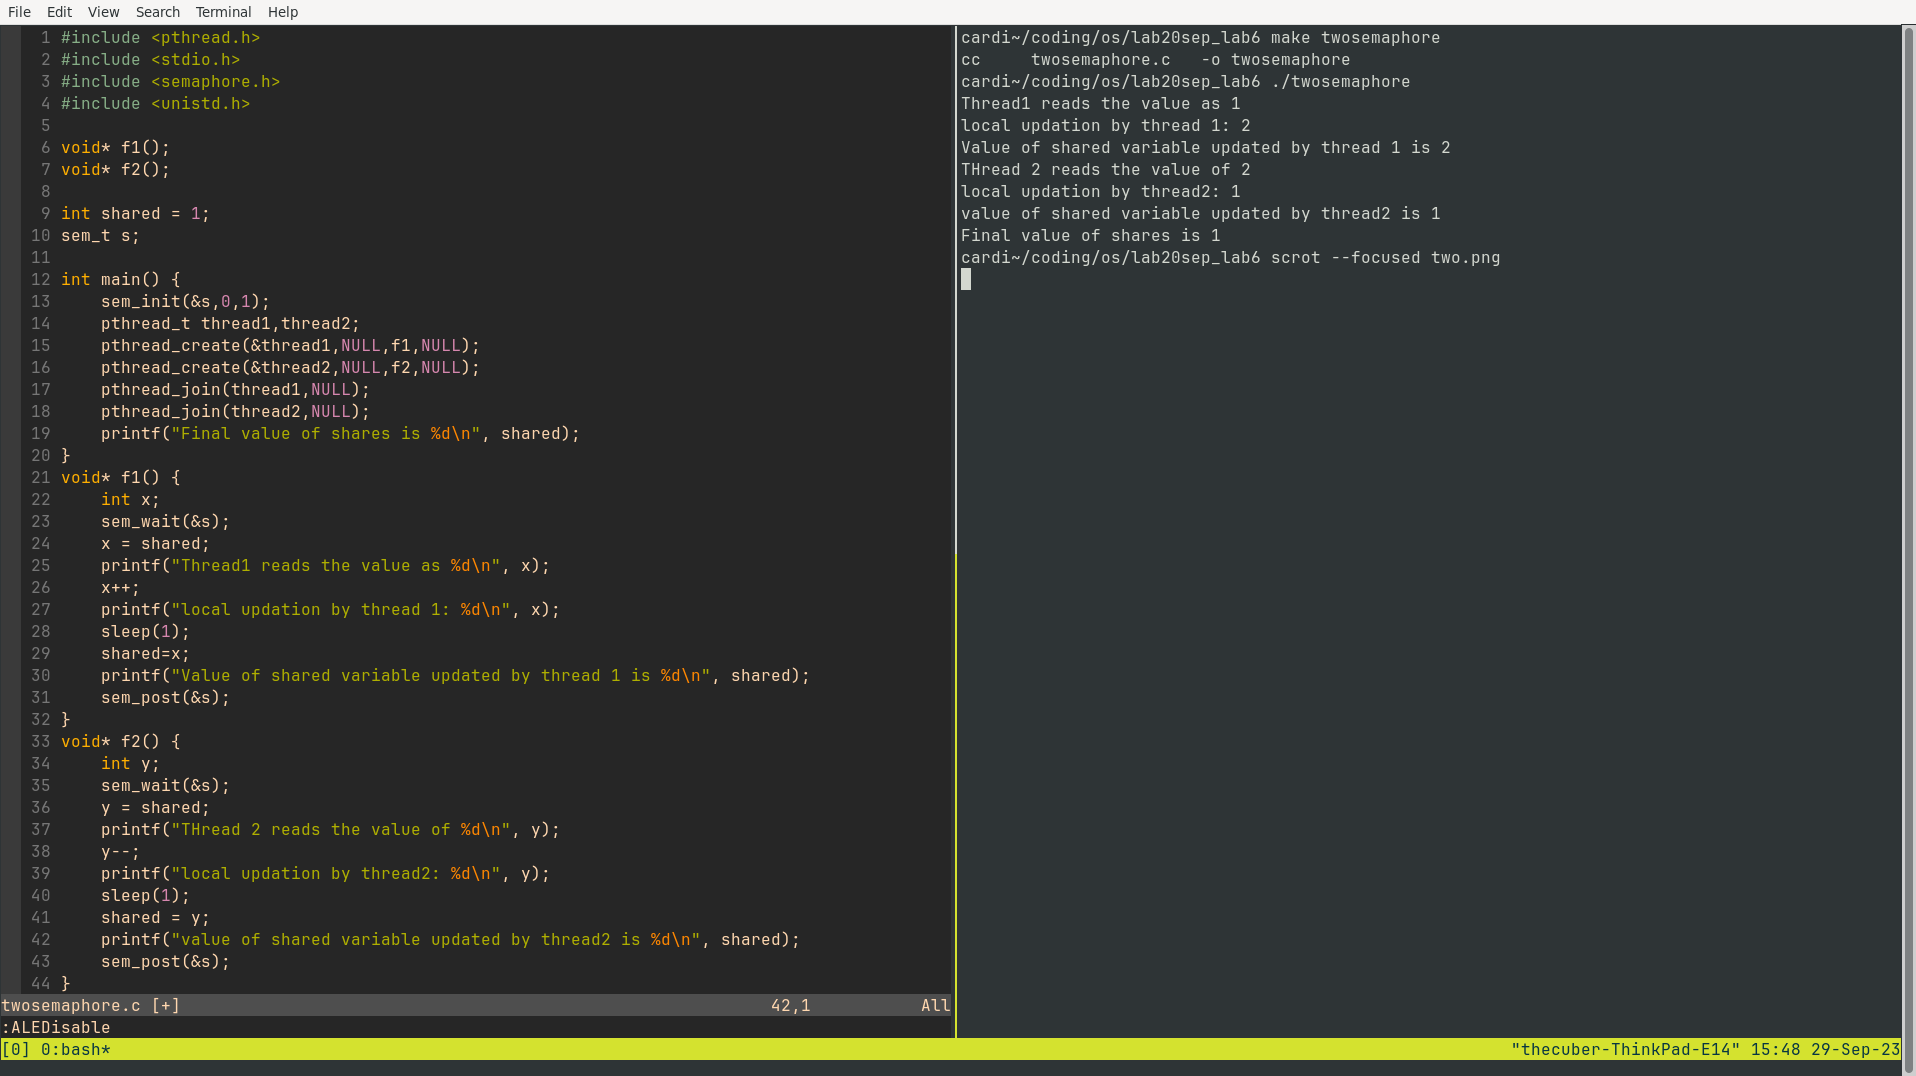 File Edit View Search Terminal Help
1 #include <pthread.h>
2 #include <stdio.h>
3 #include <semaphore.h>
4 #include <unistd.h>
5
6 void* f1();
7 void* f2();
8
9 int shared = 1;
10 sem_t s;
11
12 int main() {
13     sem_init(&s,0,1);
14     pthread_t thread1,thread2;
15     pthread_create(&thread1,NULL,f1,NULL);
16     pthread_create(&thread2,NULL,f2,NULL);
17     pthread_join(thread1,NULL);
18     pthread_join(thread2,NULL);
19     printf("Final value of shares is %d\n", shared);
20 }
21 void* f1() {
22     int x;
23     sem_wait(&s);
24     x = shared;
25     printf("Thread1 reads the value as %d\n", x);
26     x++;
27     printf("local updation by thread 1: %d\n", x);
28     sleep(1);
29     shared=x;
30     printf("Value of shared variable updated by thread 1 is %d\n", shared);
31     sem_post(&s);
32 }
33 void* f2() {
34     int y;
35     sem_wait(&s);
36     y = shared;
37     printf("THread 2 reads the value of %d\n", y);
38     y--;
39     printf("local updation by thread2: %d\n", y);
40     sleep(1);
41     shared = y;
42     printf("value of shared variable updated by thread2 is %d\n", shared);
43     sem_post(&s);
44 }
twosemaphore.c [+] 42,1 All
:ALEDisable
cardi~/coding/os/lab20sep_lab6 make twosemaphore
cc     twosemaphore.c   -o twosemaphore
cardi~/coding/os/lab20sep_lab6 ./twosemaphore
Thread1 reads the value as 1
local updation by thread 1: 2
Value of shared variable updated by thread 1 is 2
THread 2 reads the value of 2
local updation by thread2: 1
value of shared variable updated by thread2 is 1
Final value of shares is 1
cardi~/coding/os/lab20sep_lab6 scrot --focused two.png
[0] 0:bash* "thecuber-ThinkPad-E14" 15:48 29-Sep-23